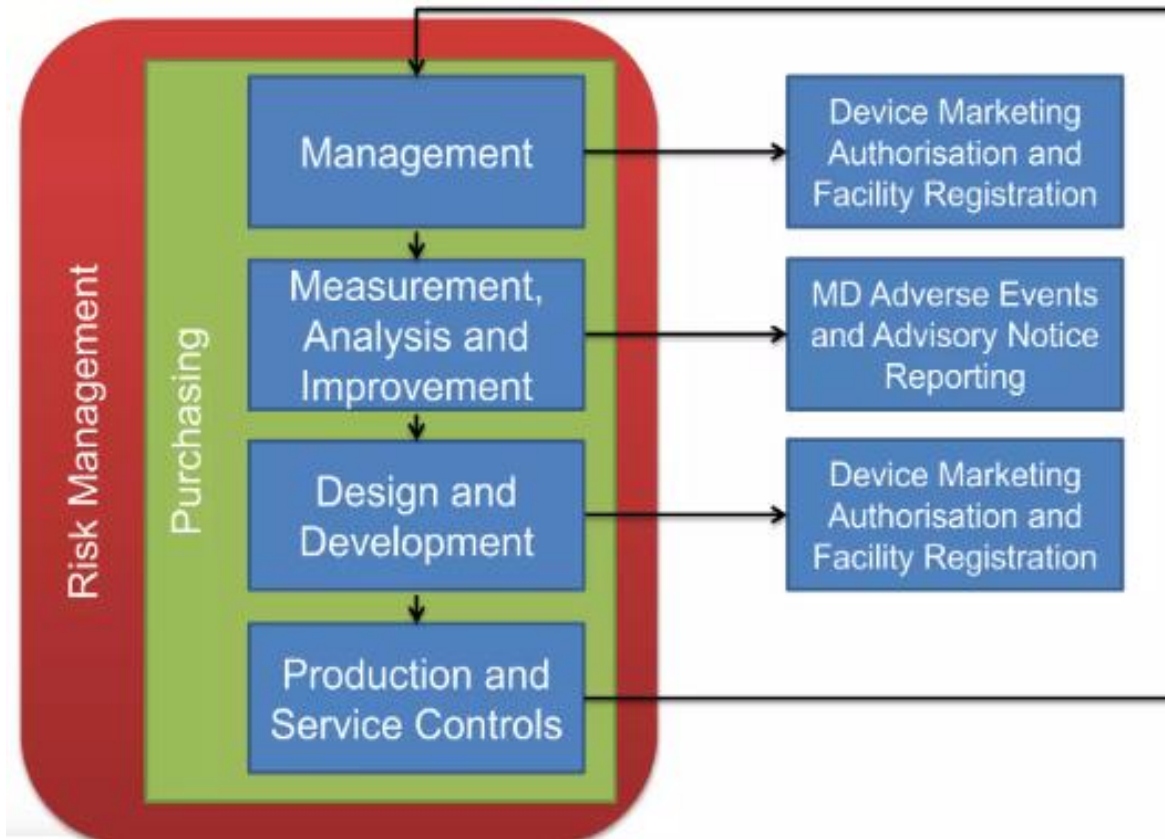 Risk Management
Purchasing
Management
Device Marketing
Authorisation and
Facility Registration
Measurement,
Analysis and
Improvement
MD Adverse Events
and Advisory Notice
Reporting
Design and
Development
Device Marketing
Authorisation and
Facility Registration
Production and
Service Controls